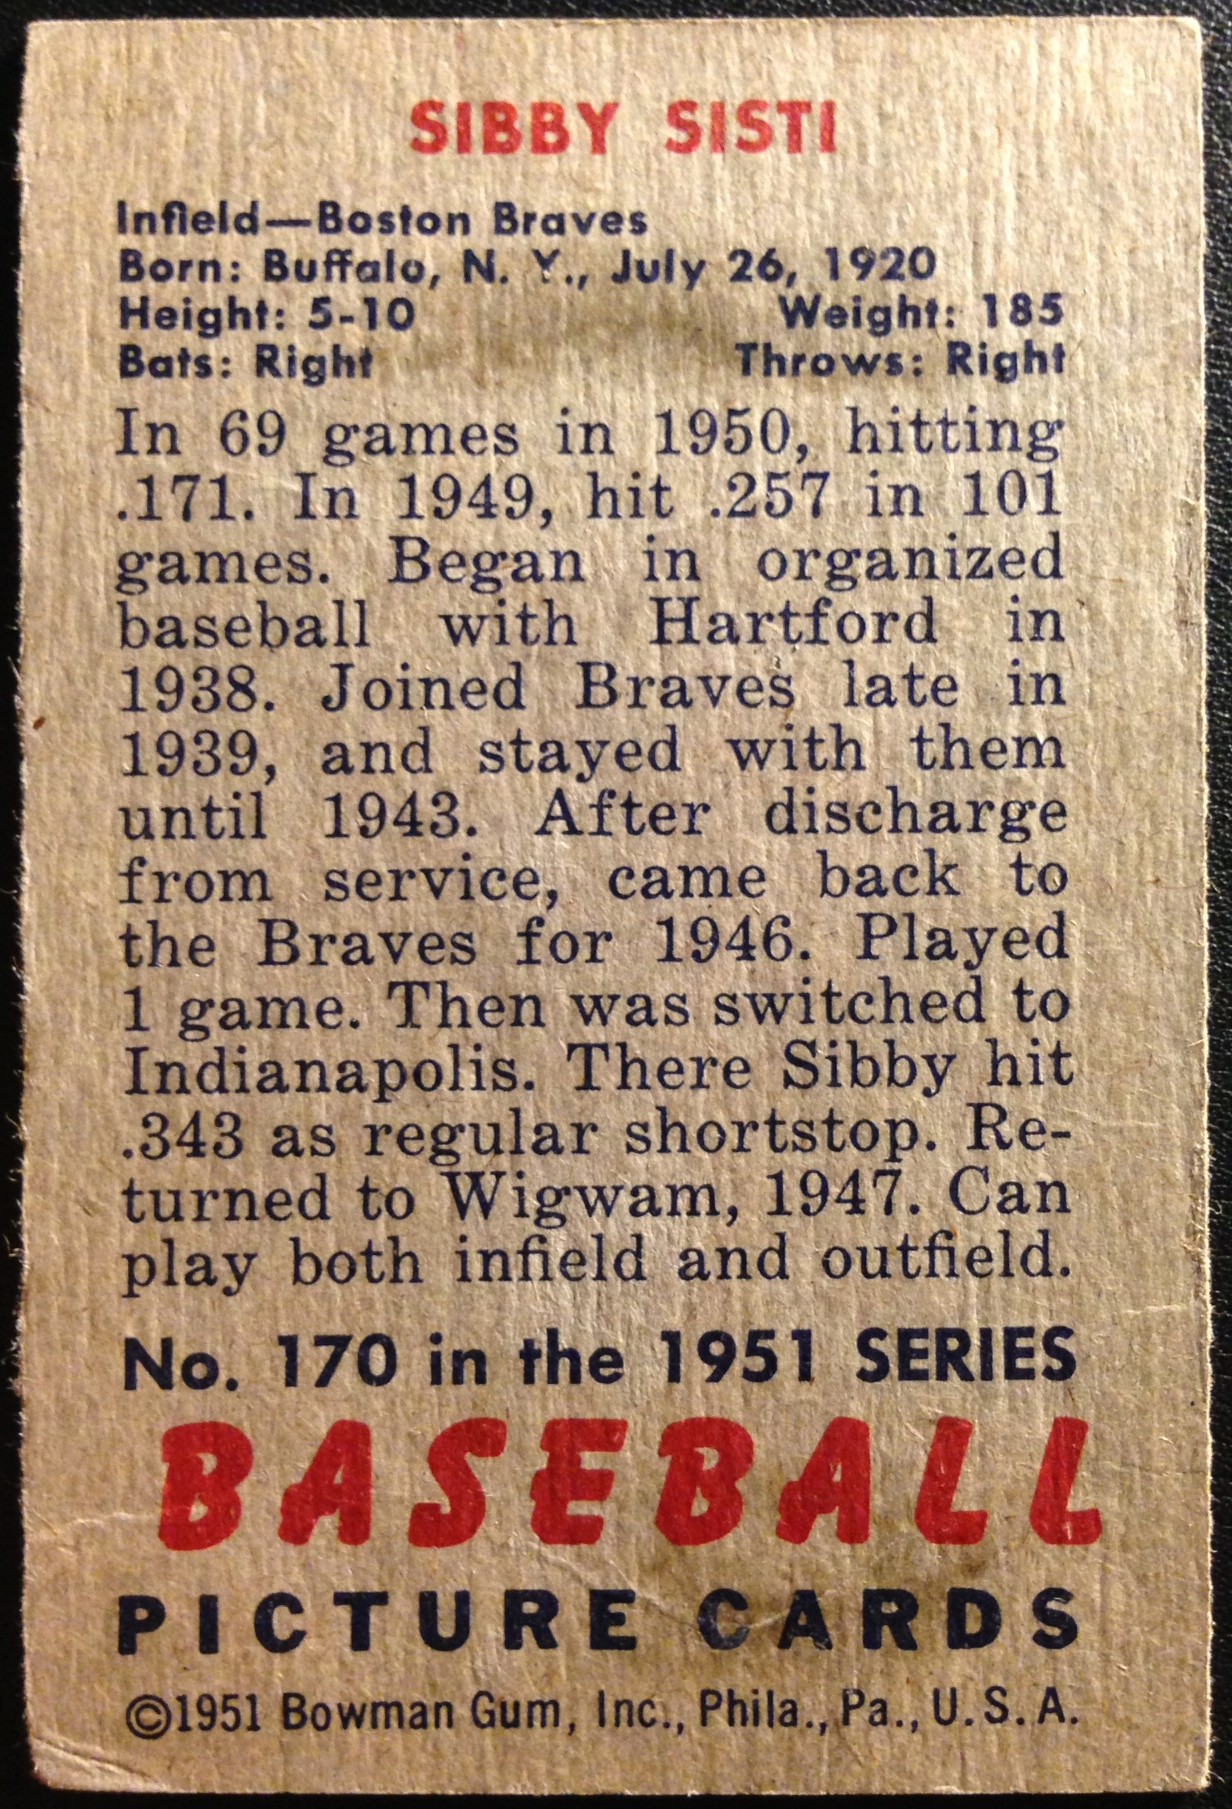 SIBBY SISTI
Infield—Boston Braves
Born: Buffalo, N. Y., July 26, 1920
Height: 5-10 Weight: 185
Bats: Right Throws: Right
In 69 games in 1950, hitting
.171. In 1949, hit .257 in 101
games. Began in organized
baseball with Hartford in
1938. Joined Braves late in
1939, and stayed with them
until 1943. After discharge
from service, came back to
the Braves for 1946. Played
1 game. Then was switched to
Indianapolis. There Sibby hit
.343 as regular shortstop. Re-
turned to Wigwam, 1947. Can
play both infield and outfield.
No. 170 in the 1951 SERIES
BASEBALL
PICTURE CARDS
©1951 Bowman Gum, Inc., Phila., Pa., U.S.A.